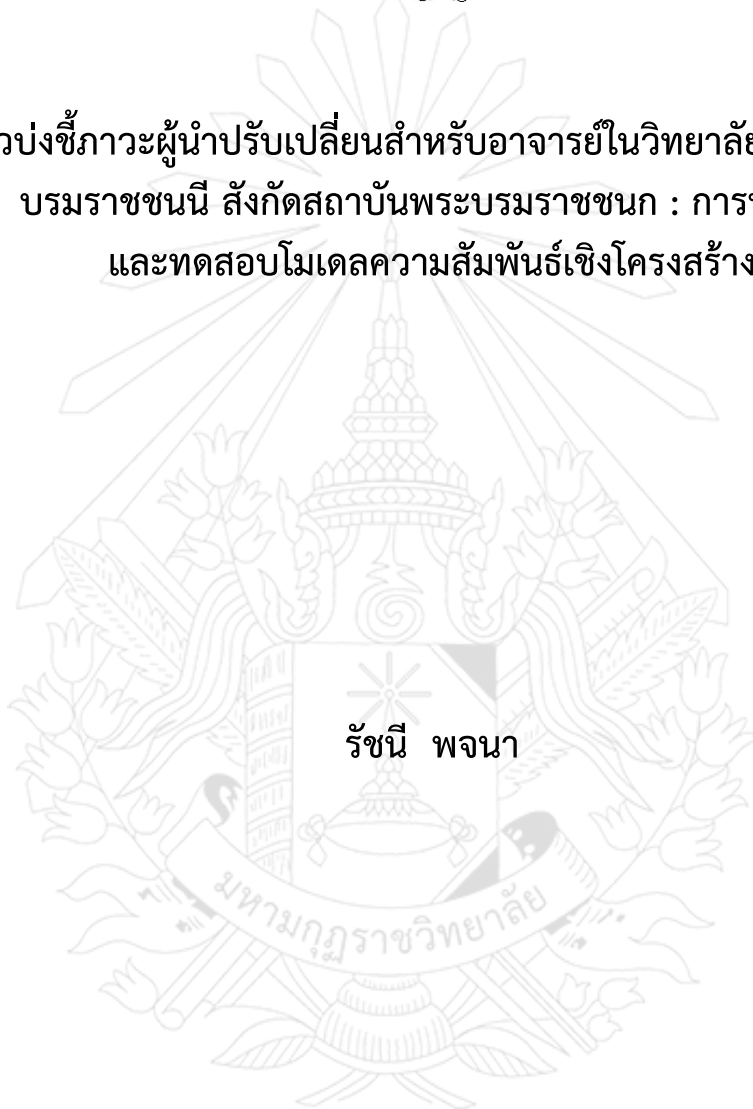 วบ่งชี้ภาวะผู้นำปรับเปลี่ยนสำหรับอาจารย์ในวิทยาลัย
บรมราชชนนี สังกัดสถาบันพระบรมราชชนก : การ
และทดสอบโมเดลความสัมพันธ์เชิงโครงสร้าง
รัชนี พจนา
มหามกุฏราชวิทยาลัย